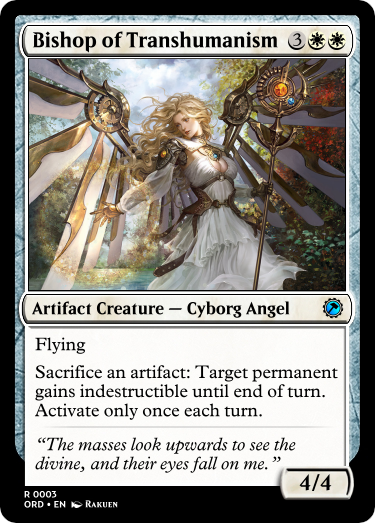 Bishop of Transhumanism 3
Artifact Creature — Cyborg Angel
Flying
Sacrifice an artifact: Target permanent
gains indestructible until end of turn.
Activate only once each turn.
“The masses look upwards to see the
divine, and their eyes fall on me.”
4/4
R 0003
ORD • EN Rakuen